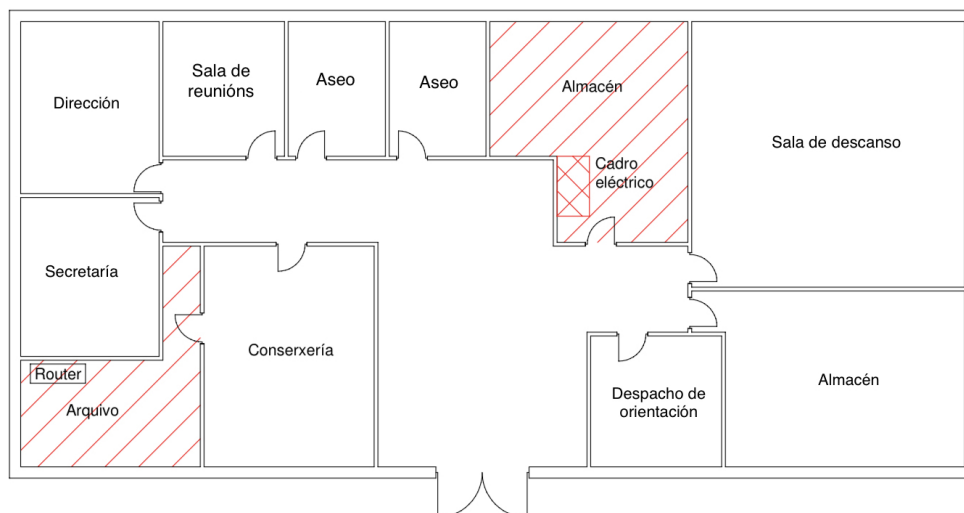 Dirección
Sala de
reunións
Aseo
Aseo
Almacén
Cadro
eléctrico
Sala de descanso
Secretaría
Router
Arquivo
Conserxería
Despacho de
orientación
Almacén